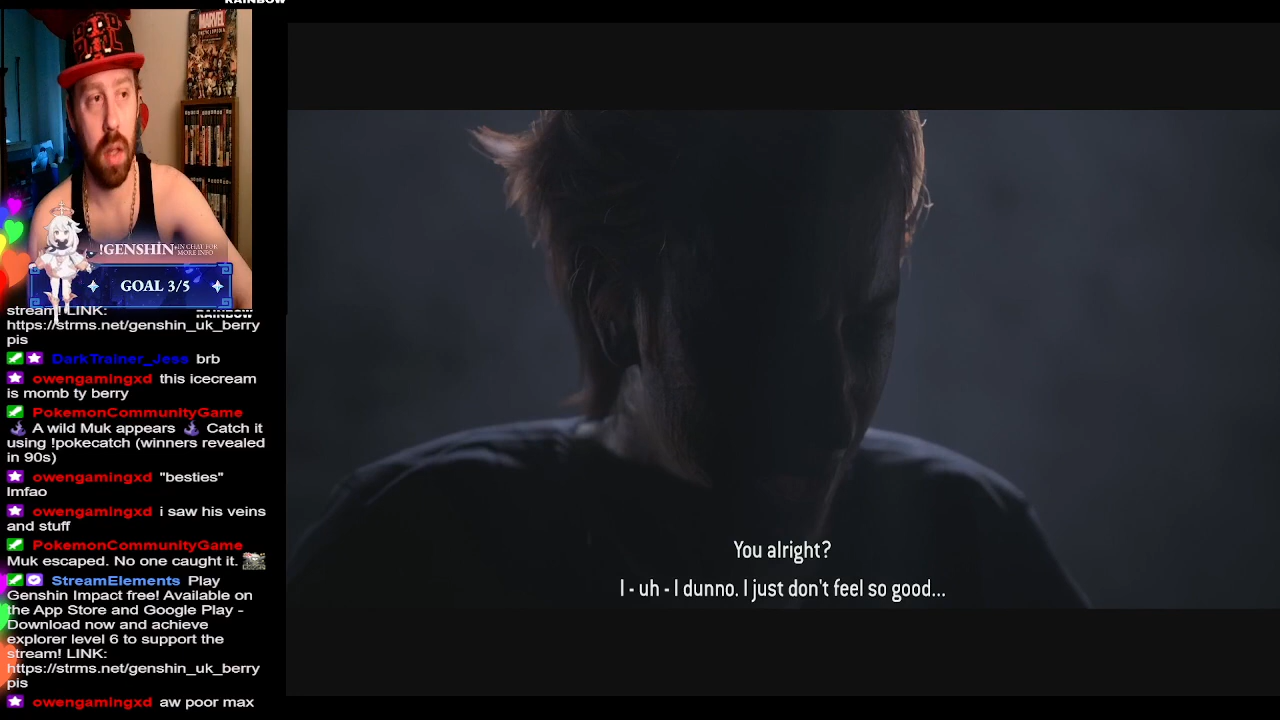 RAINBOW
MARVEL
ENCYCLOPEDIA
!GENSHIN IN CHAT FOR
MORE INFO
GOAL 3/5
RAINBOW
stream! LINK:
https://strms.net/genshin_uk_berry
pis
DarkTrainer_Jess brb
owengamingxd this icecream
is momb ty berry
PokemonCommunityGame
A wild Muk appears Catch it
using !pokecatch (winners revealed
in 90s)
owengamingxd "besties"
lmfao
owengamingxd i saw his veins
and stuff
PokemonCommunityGame
Muk escaped. No one caught it.
StreamElements Play
Genshin Impact free! Available on
the App Store and Google Play -
Download now and achieve
explorer level 6 to support the
stream! LINK:
https://strms.net/genshin_uk_berry
pis
owengamingxd aw poor max
You alright?
I - uh - I dunno. I just don't feel so good...